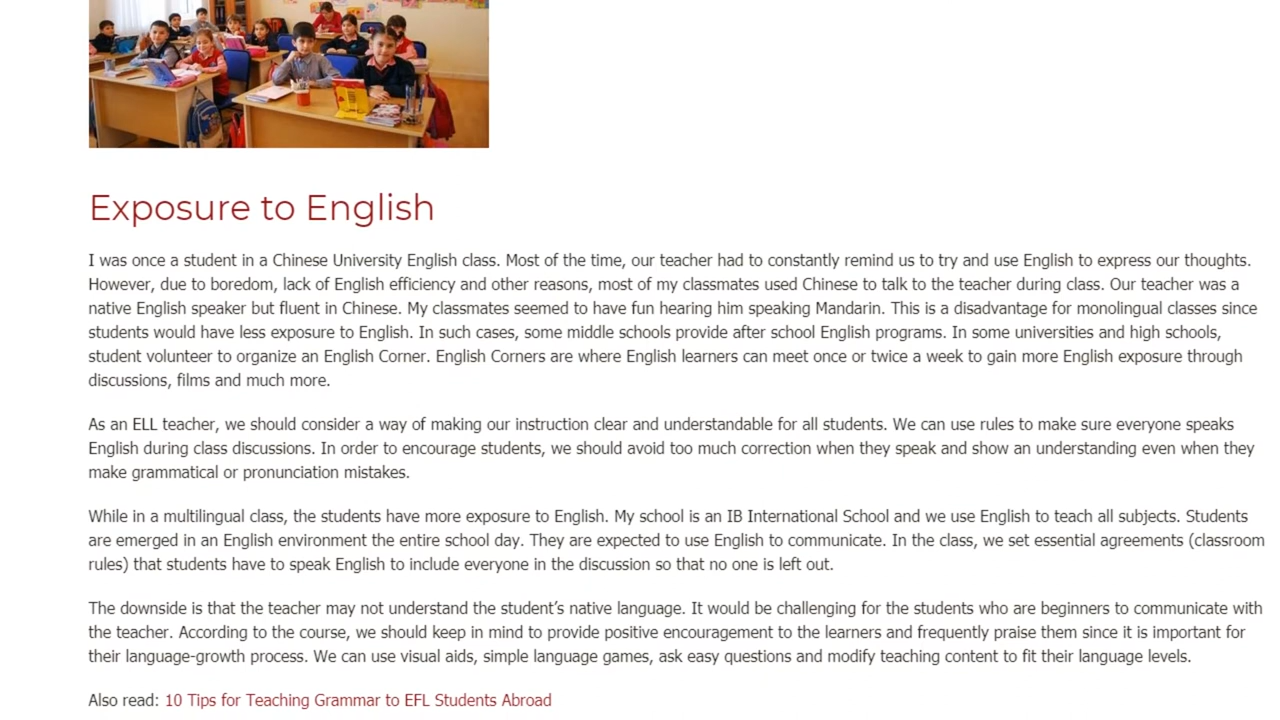 Exposure to English
I was once a student in a Chinese University English class. Most of the time, our teacher had to constantly remind us to try and use English to express our thoughts.
However, due to boredom, lack of English efficiency and other reasons, most of my classmates used Chinese to talk to the teacher during class. Our teacher was a
native English speaker but fluent in Chinese. My classmates seemed to have fun hearing him speaking Mandarin. This is a disadvantage for monolingual classes since
students would have less exposure to English. In such cases, some middle schools provide after school English programs. In some universities and high schools,
student volunteer to organize an English Corner. English Corners are where English learners can meet once or twice a week to gain more English exposure through
discussions, films and much more.
As an ELL teacher, we should consider a way of making our instruction clear and understandable for all students. We can use rules to make sure everyone speaks
English during class discussions. In order to encourage students, we should avoid too much correction when they speak and show an understanding even when they
make grammatical or pronunciation mistakes.
While in a multilingual class, the students have more exposure to English. My school is an IB International School and we use English to teach all subjects. Students
are emerged in an English environment the entire school day. They are expected to use English to communicate. In the class, we set essential agreements (classroom
rules) that students have to speak English to include everyone in the discussion so that no one is left out.
The downside is that the teacher may not understand the student’s native language. It would be challenging for the students who are beginners to communicate with
the teacher. According to the course, we should keep in mind to provide positive encouragement to the learners and frequently praise them since it is important for
their language-growth process. We can use visual aids, simple language games, ask easy questions and modify teaching content to fit their language levels.
Also read: 10 Tips for Teaching Grammar to EFL Students Abroad